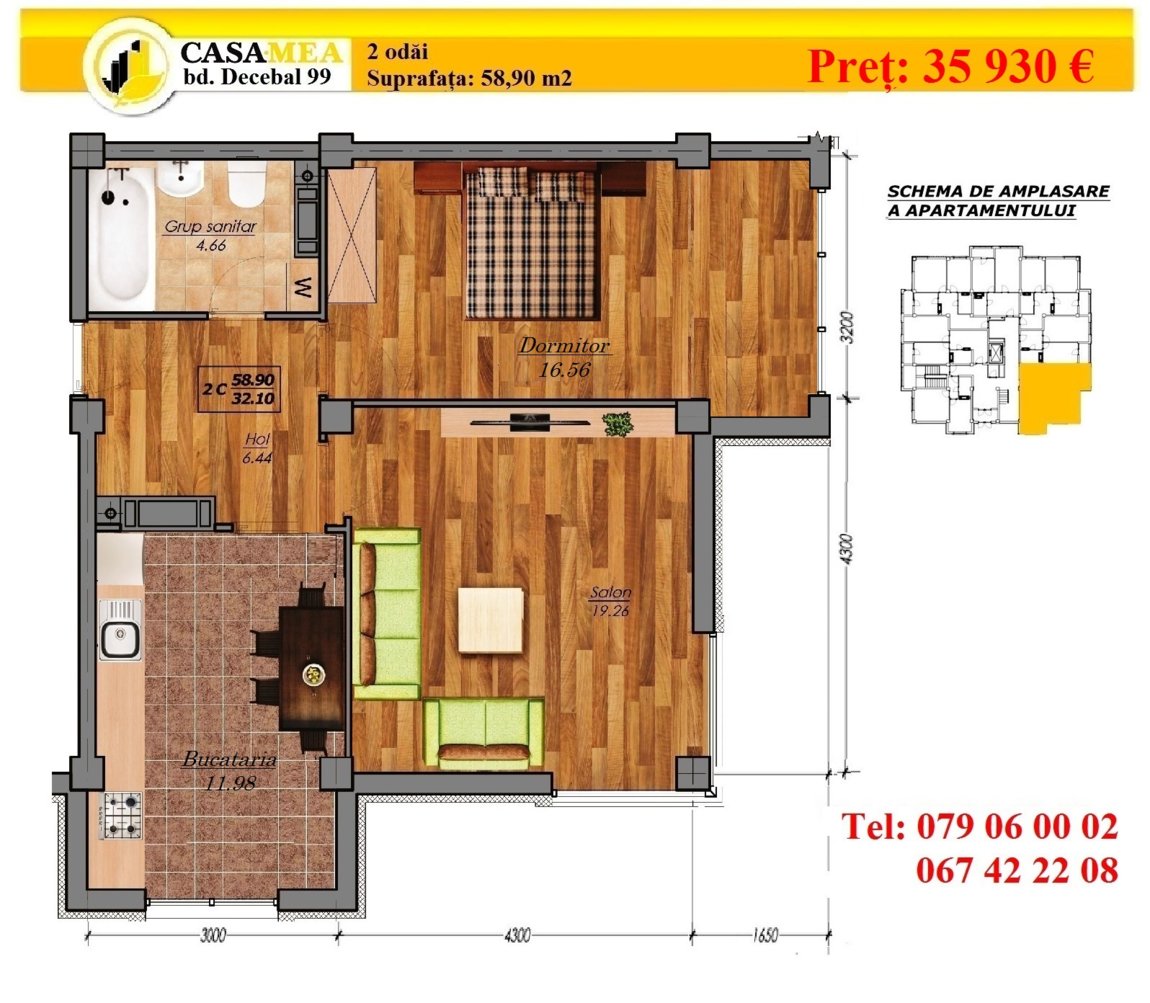 CASA·MEA
bd. Decebal 99
2 odăi
Suprafața: 58,90 m2
Preț: 35 930 €
SCHEMA DE AMPLASARE
A APARTAMENTULUI
Grup sanitar
4.66
W
Dormitor
16.56
3200
2 C 58.90
32.10
Hol
6.44
4300
Salon
19.26
Bucataria
11.98
Tel: 079 06 00 02
067 42 22 08
3000
4300
1650